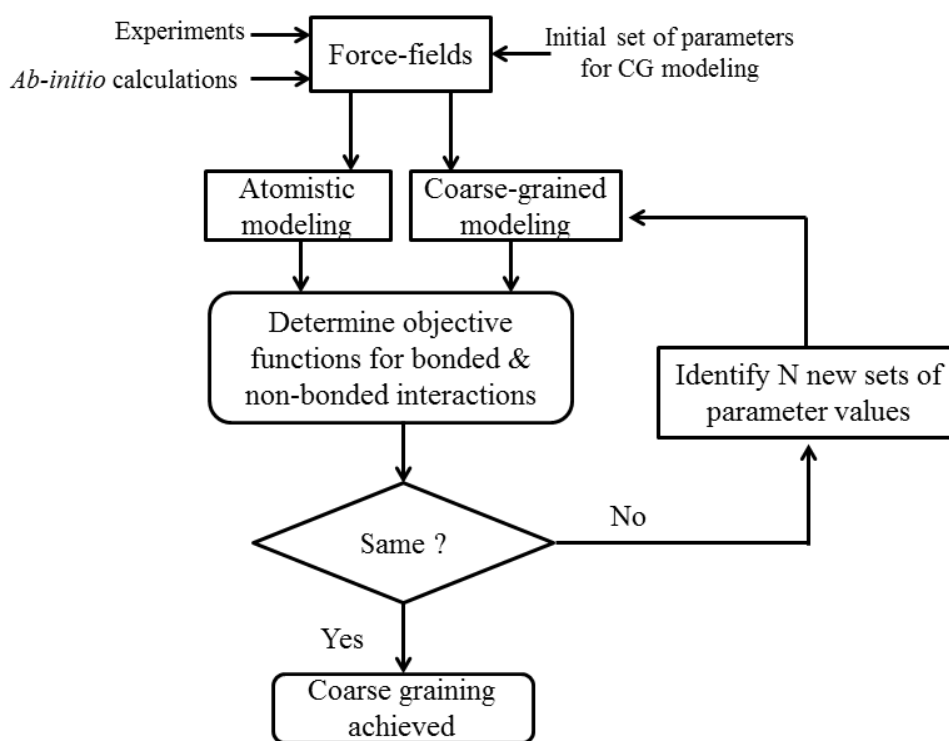 Experiments
Ab-initio calculations
Force-fields
Initial set of parameters
for CG modeling
Atomistic
modeling
Coarse-grained
modeling
Determine objective
functions for bonded &
non-bonded interactions
Identify N new sets of
parameter values
Same ?
No
Yes
Coarse graining
achieved